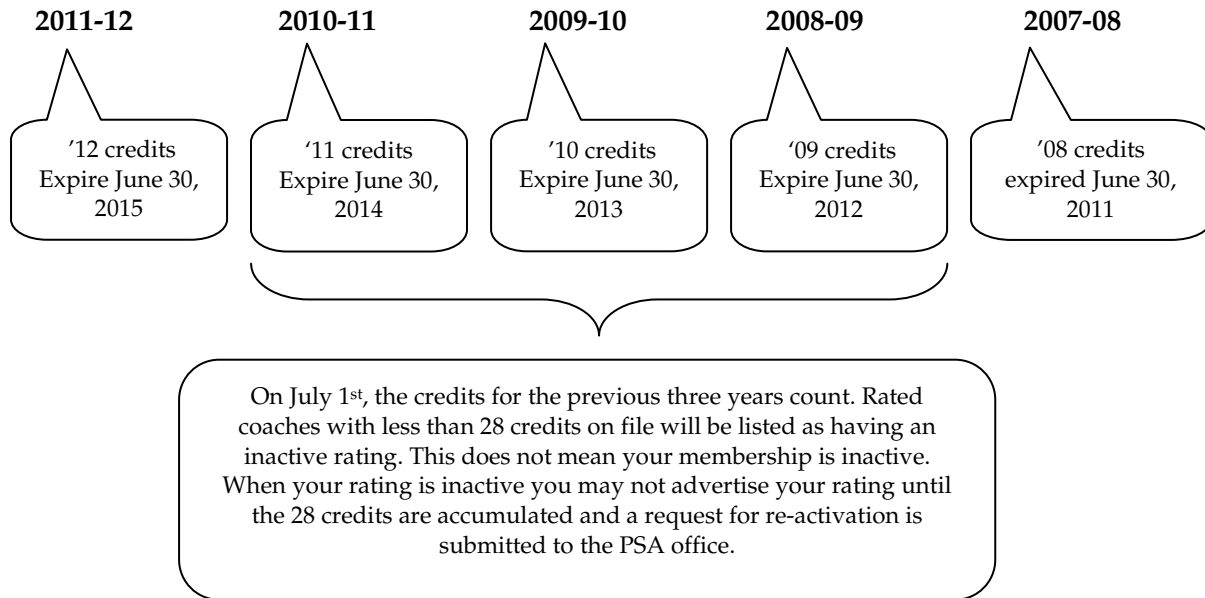 2011-12
2010-11
2009-10
2008-09
2007-08
'12 credits
Expire June 30,
2015
‘11 credits
Expire June 30,
2014
'10 credits
Expire June 30,
2013
'09 credits
Expire June 30,
2012
'08 credits
expired June 30,
2011
On July 1st, the credits for the previous three years count. Rated
coaches with less than 28 credits on file will be listed as having an
inactive rating. This does not mean your membership is inactive.
When your rating is inactive you may not advertise your rating until
the 28 credits are accumulated and a request for re-activation is
submitted to the PSA office.